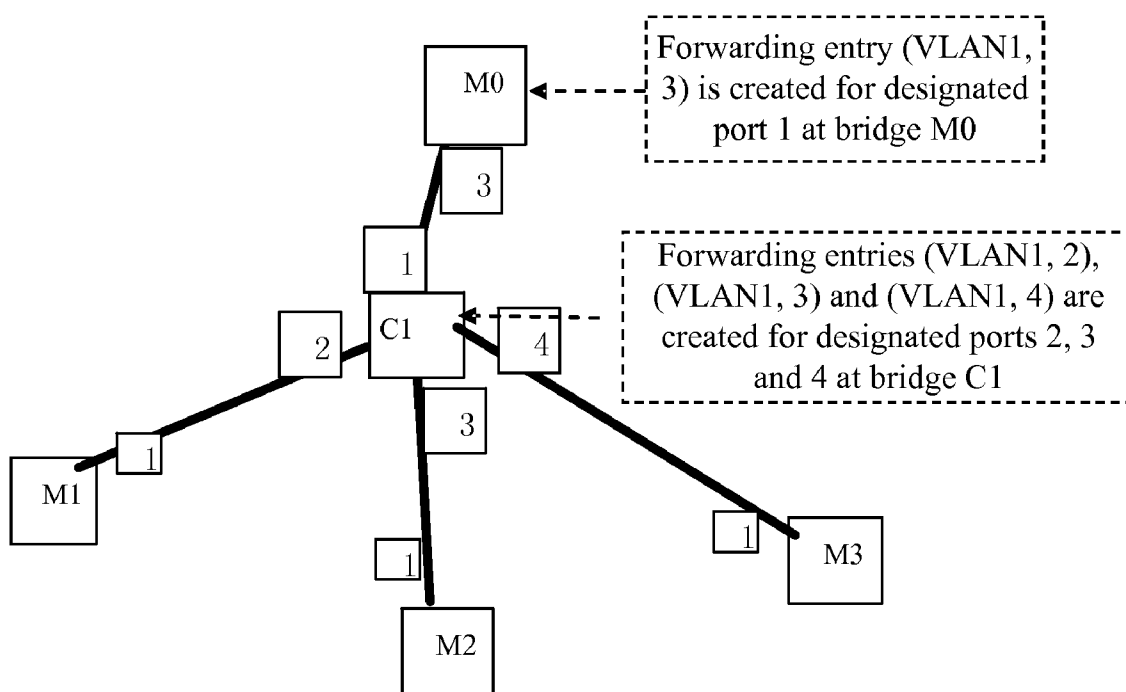 M0
Forwarding entry (VLAN1,
3) is created for designated
port 1 at bridge M0
3
1
Forwarding entries (VLAN1, 2),
(VLAN1, 3) and (VLAN1, 4) are
created for designated ports 2, 3
and 4 at bridge C1
C1
2
4
3
1
M1
1
M3
1
M2